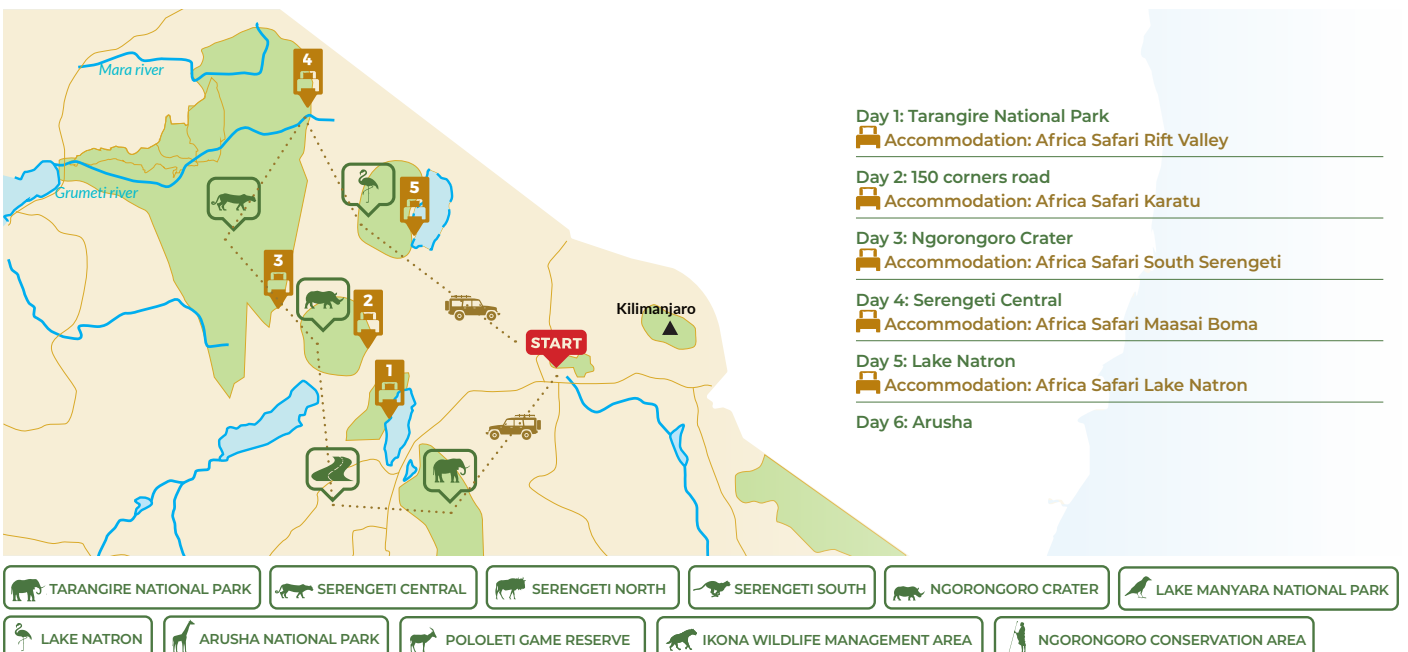 Mara river
Grumeti river
4
5
3
2
1
START
Kilimanjaro
Day 1: Tarangire National Park
Accommodation: Africa Safari Rift Valley
Day 2: 150 corners road
Accommodation: Africa Safari Karatu
Day 3: Ngorongoro Crater
Accommodation: Africa Safari South Serengeti
Day 4: Serengeti Central
Accommodation: Africa Safari Maasai Boma
Day 5: Lake Natron
Accommodation: Africa Safari Lake Natron
Day 6: Arusha
TARANGIRE NATIONAL PARK
SERENGETI CENTRAL
SERENGETI NORTH
SERENGETI SOUTH
NGORONGORO CRATER
LAKE MANYARA NATIONAL PARK
LAKE NATRON
ARUSHA NATIONAL PARK
POLOLETI GAME RESERVE
IKONA WILDLIFE MANAGEMENT AREA
NGORONGORO CONSERVATION AREA